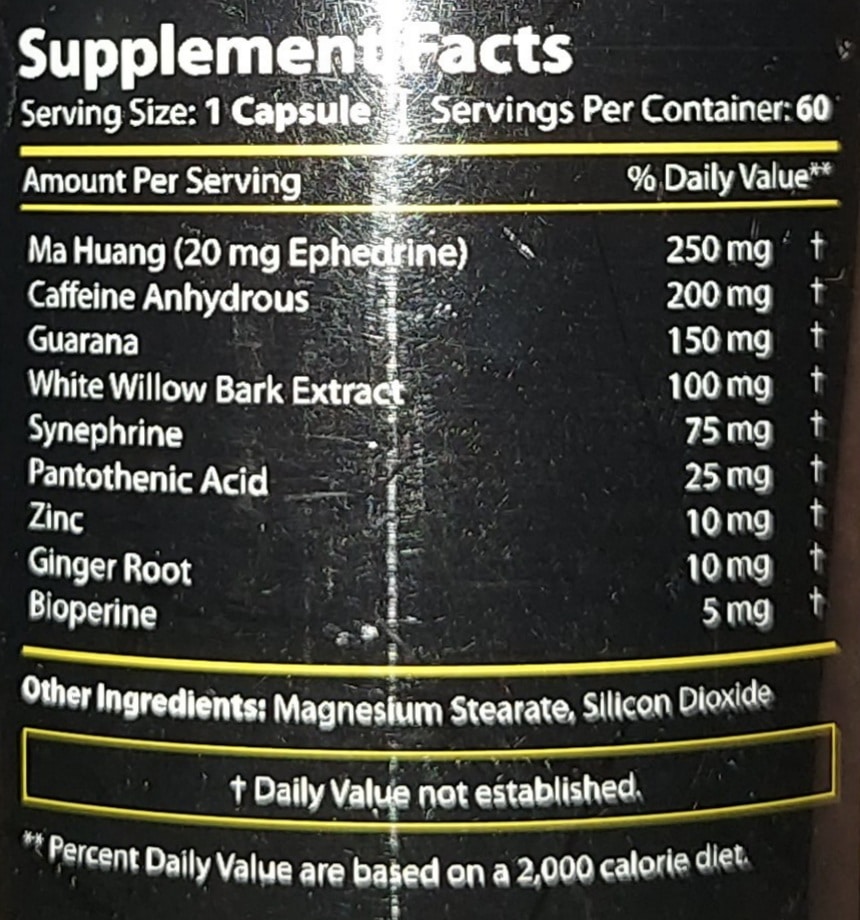 Supplement Facts
Serving Size: 1 Capsule | Servings Per Container: 60
Amount Per Serving % Daily Value**
Ma Huang (20 mg Ephedrine) 250 mg †
Caffeine Anhydrous 200 mg †
Guarana 150 mg †
White Willow Bark Extract 100 mg †
Synephrine 75 mg †
Pantothenic Acid 25 mg †
Zinc 10 mg †
Ginger Root 10 mg †
Bioperine 5 mg †
Other Ingredients: Magnesium Stearate, Silicon Dioxide
† Daily Value not established.
** Percent Daily Value are based on a 2,000 calorie diet.